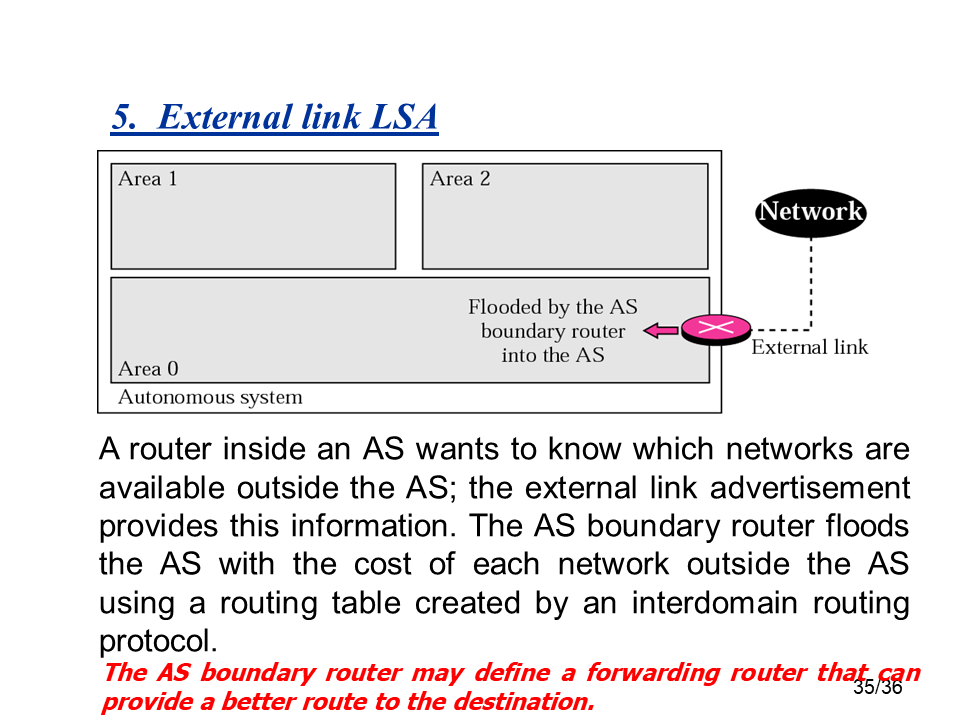 5. External link LSA
Area 1
Area 2
Network
Flooded by the AS
boundary router
into the AS
External link
Area 0
Autonomous system
A router inside an AS wants to know which networks are
available outside the AS; the external link advertisement
provides this information. The AS boundary router floods
the AS with the cost of each network outside the AS
using a routing table created by an interdomain routing
protocol.
The AS boundary router may define a forwarding router that can
provide a better route to the destination.
35/36